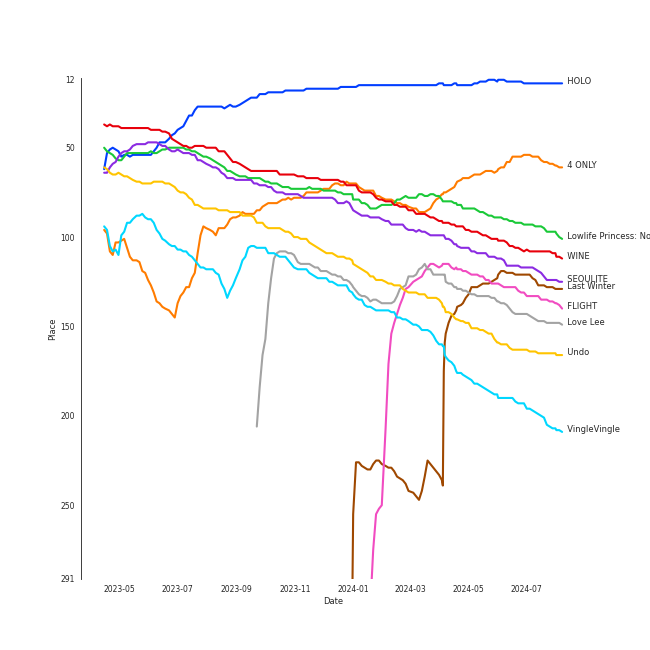 12
50
100
150
200
250
291
Place
2023-05
2023-07
2023-09
2023-11
2024-01
2024-03
2024-05
2024-07
Date
HOLO
4 ONLY
Lowlife Princess: No
WINE
SEOULITE
Last Winter
FLIGHT
Love Lee
Undo
VingleVingle